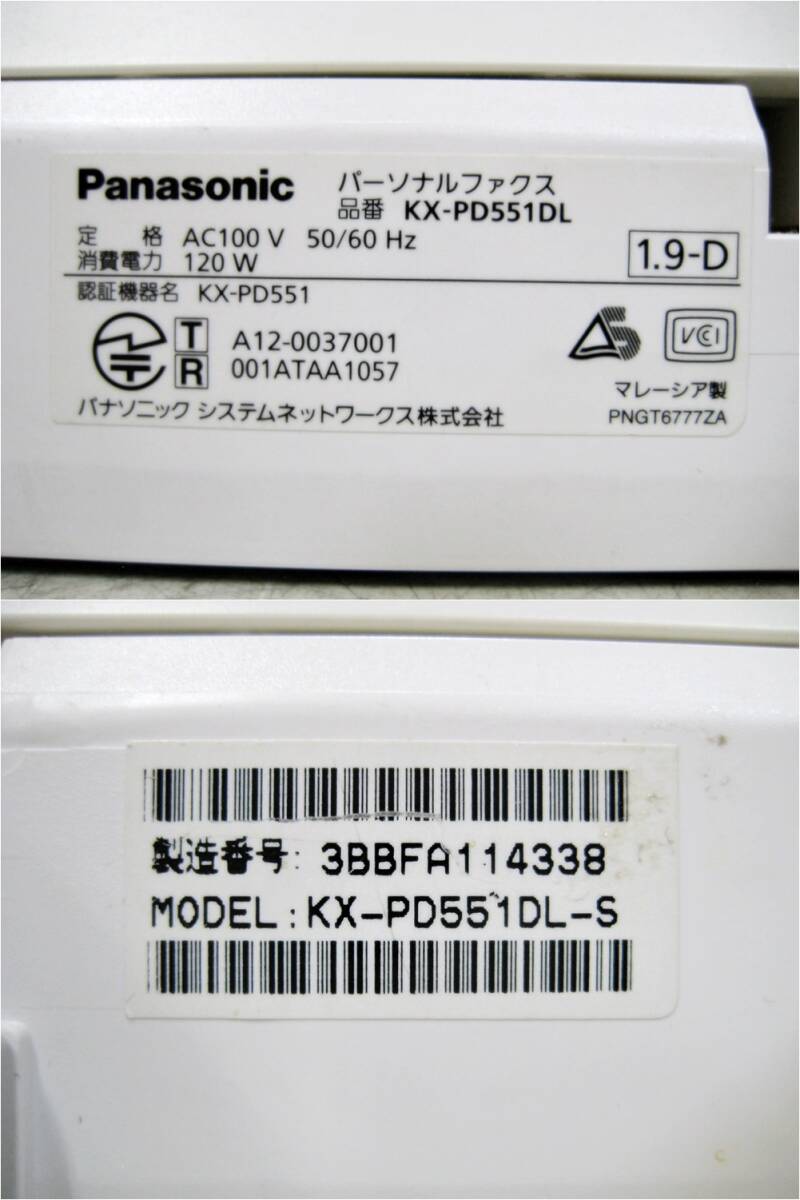 Panasonic パーソナルファクス
品番 KX-PD551DL
定 格 AC100 V 50/60 Hz
消費電力 120 W
1.9-D
認証機器名 KX-PD551
T A12-0037001
R 001ATAA1057
VCI
マレーシア製
パナソニック システムネットワークス株式会社
PNGT6777ZA
製造番号: 3BBFA114338
MODEL:KX-PD551DL-S